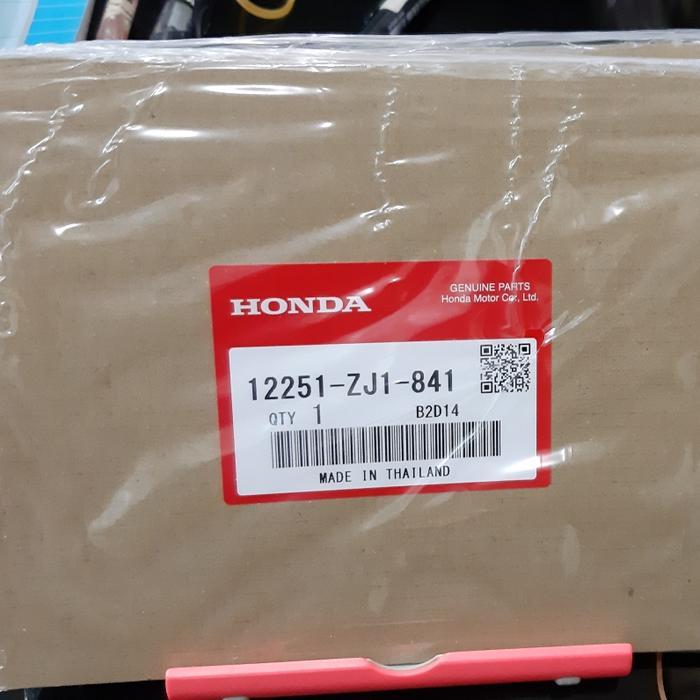 HONDA
GENUINE PARTS
Honda Motor Co., Ltd.
12251-ZJ1-841
QTY 1 B2D14
MADE IN THAILAND